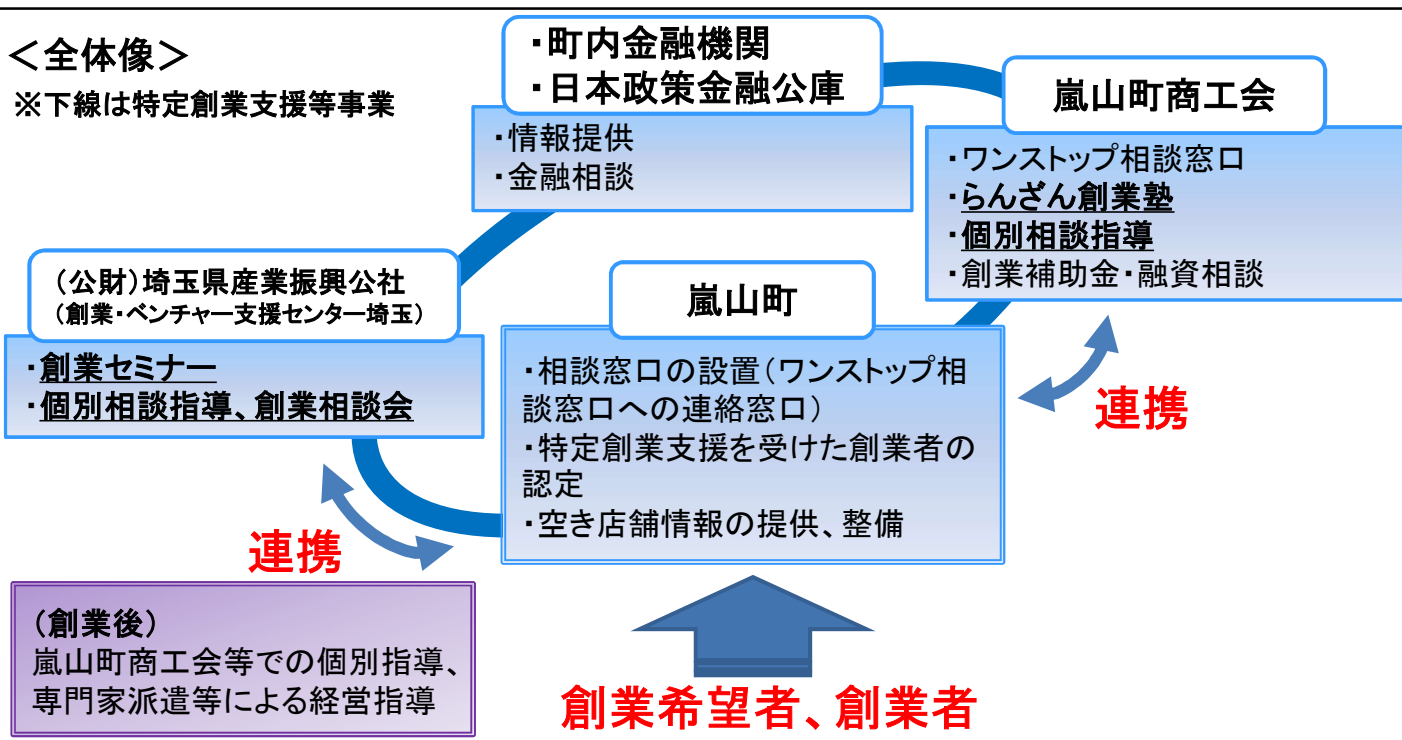 ＜全体像＞
※下線は特定創業支援等事業
・町内金融機関
・日本政策金融公庫
・情報提供
・金融相談
嵐山町商工会
・ワンストップ相談窓口
・らんざん創業塾
・個別相談指導
・創業補助金・融資相談
（公財）埼玉県産業振興公社
（創業・ベンチャー支援センター埼玉）
・創業セミナー
・個別相談指導、創業相談会
嵐山町
・相談窓口の設置（ワンストップ相
談窓口への連絡窓口）
・特定創業支援を受けた創業者の
認定
・空き店舗情報の提供、整備
連携
連携
（創業後）
嵐山町商工会等での個別指導、
専門家派遣等による経営指導
創業希望者、創業者